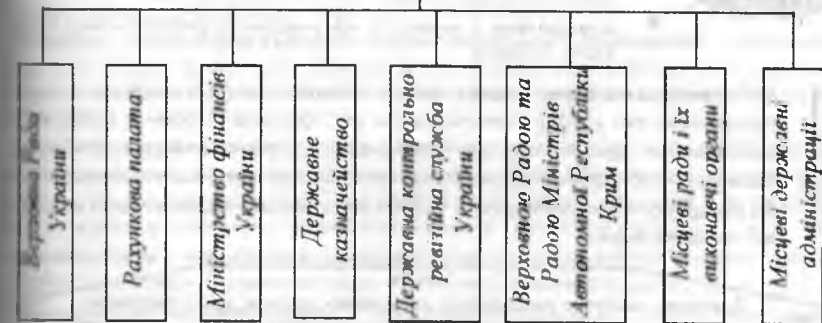 Верховна Рада
України
Рахункова палата
Міністерство фінансів
України
Державне
казначейство
Державна контрольно
ревізійна служба
України
Верховною Радою та
Радою Міністрів
Автономної Республіки
Крим
Місцеві ради і їх
виконавчі органи
Місцеві державні
адміністрації